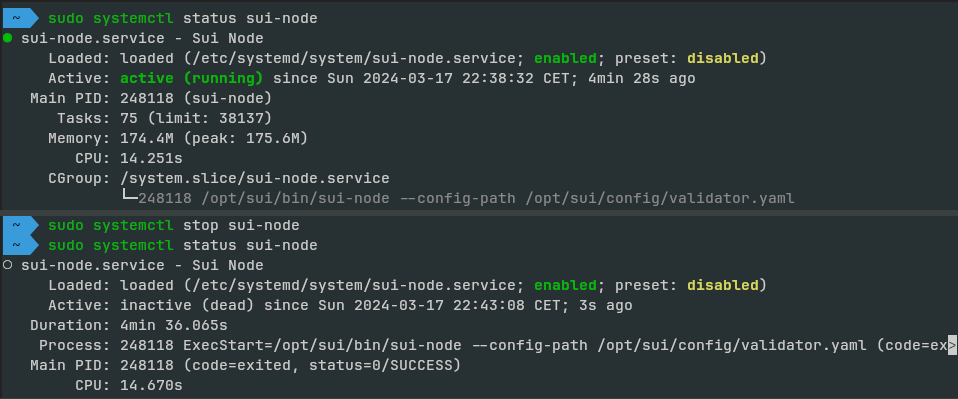 ~ sudo systemctl status sui-node
● sui-node.service - Sui Node
Loaded: loaded (/etc/systemd/system/sui-node.service; enabled; preset: disabled)
Active: active (running) since Sun 2024-03-17 22:38:32 CET; 4min 28s ago
Main PID: 248118 (sui-node)
Tasks: 75 (limit: 38137)
Memory: 174.4M (peak: 175.6M)
CPU: 14.251s
CGroup: /system.slice/sui-node.service
└─248118 /opt/sui/bin/sui-node --config-path /opt/sui/config/validator.yaml
~ sudo systemctl stop sui-node
~ sudo systemctl status sui-node
○ sui-node.service - Sui Node
Loaded: loaded (/etc/systemd/system/sui-node.service; enabled; preset: disabled)
Active: inactive (dead) since Sun 2024-03-17 22:43:08 CET; 3s ago
Duration: 4min 36.065s
Process: 248118 ExecStart=/opt/sui/bin/sui-node --config-path /opt/sui/config/validator.yaml (code=ex>
Main PID: 248118 (code=exited, status=0/SUCCESS)
CPU: 14.670s